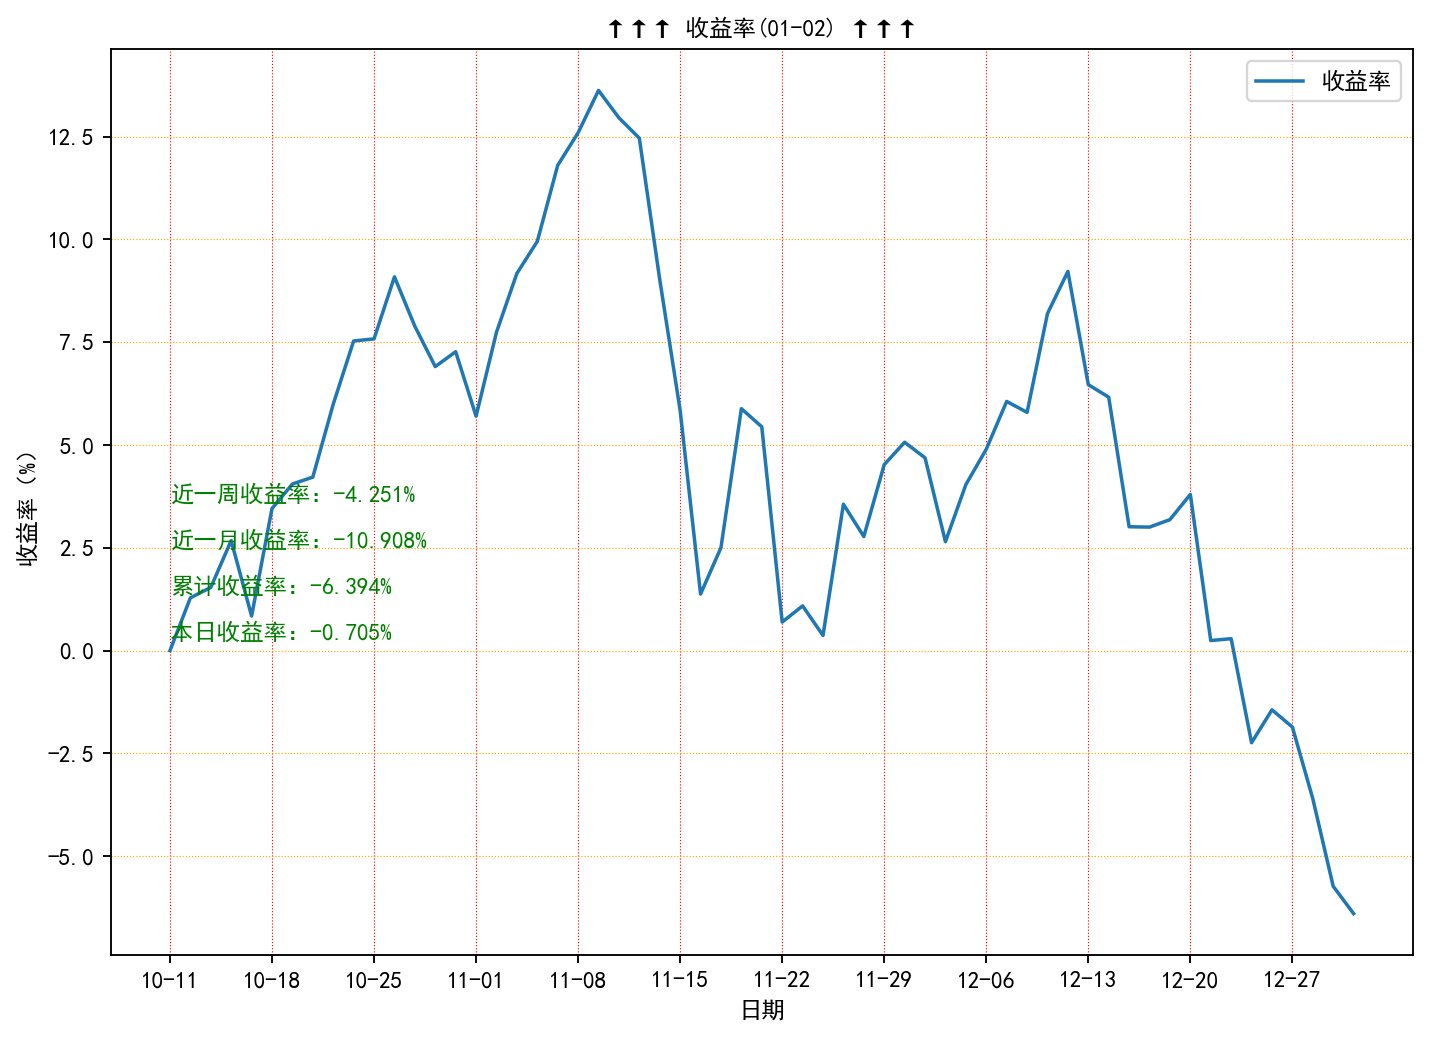 ↑↑↑ 收益率(01-02) ↑↑↑
收益率
12.5
10.0
7.5
5.0
2.5
0.0
-2.5
-5.0
收益率 (%)
近一周收益率：-4.251%
近一月收益率：-10.908%
累计收益率：-6.394%
本日收益率：-0.705%
10-11 10-18 10-25 11-01 11-08 11-15 11-22 11-29 12-06 12-13 12-20 12-27
日期